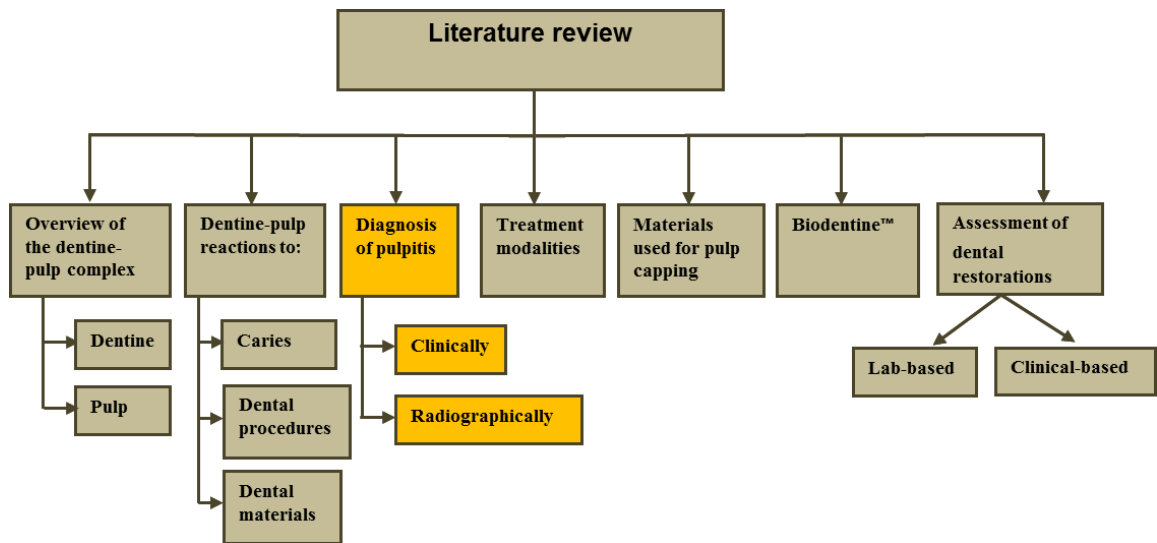 Literature review
Overview of
the dentine-
pulp complex
Dentine-pulp
reactions to:
Diagnosis
of pulpitis
Treatment
modalities
Materials
used for pulp
capping
Biodentine™
Assessment of
dental
restorations
Dentine
Pulp
Caries
Dental
procedures
Dental
materials
Clinically
Radiographically
Lab-based
Clinical-based